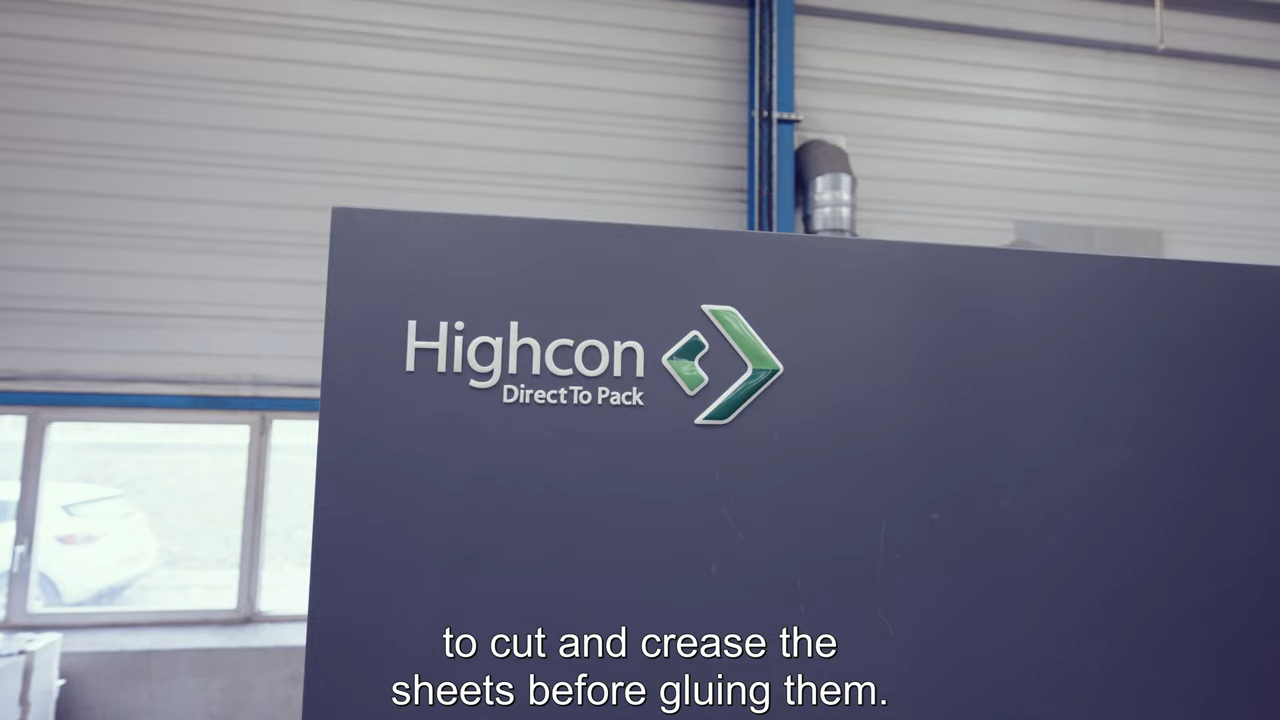 Highcon
Direct To Pack
to cut and crease the
sheets before gluing them.